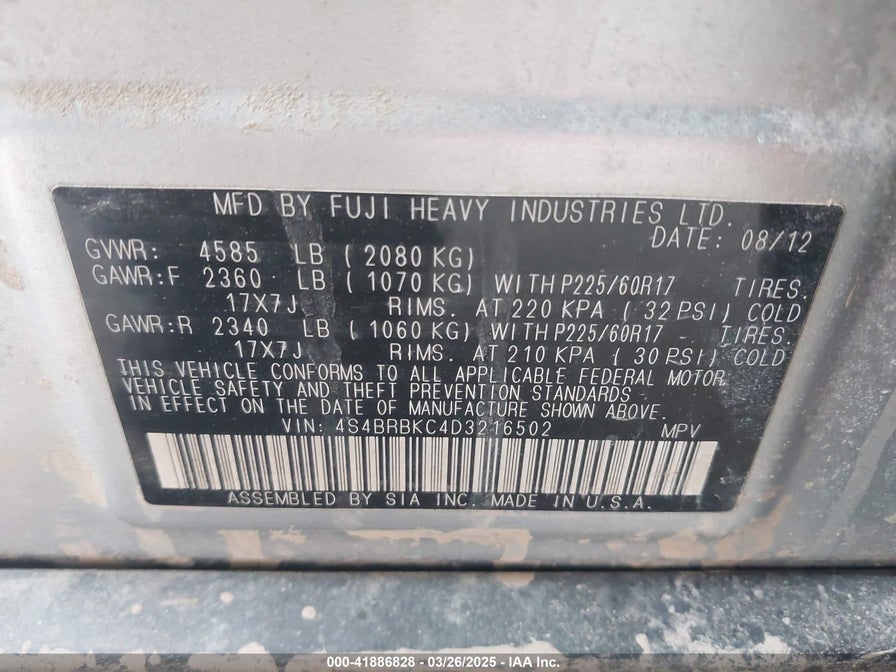 MFD BY FUJI HEAVY INDUSTRIES LTD.
DATE: 08/12
GVWR: 4585 LB ( 2080 KG)
GAWR:F 2360 LB ( 1070 KG) WITH P225/60R17 TIRES.
17X7J RIMS. AT 220 KPA ( 32 PSI) COLD
GAWR:R 2340 LB ( 1060 KG) WITH P225/60R17 TIRES.
17X7J RIMS. AT 210 KPA ( 30 PSI) COLD
THIS VEHICLE CONFORMS TO ALL APPLICABLE FEDERAL MOTOR
VEHICLE SAFETY AND THEFT PREVENTION STANDARDS
IN EFFECT ON THE DATE OF MANUFACTURE SHOWN ABOVE.
VIN: 4S4BRBKC4D3216502 MPV
ASSEMBLED BY SIA INC. MADE IN U.S.A.
000-41886828 - 03/26/2025 - IAA Inc.